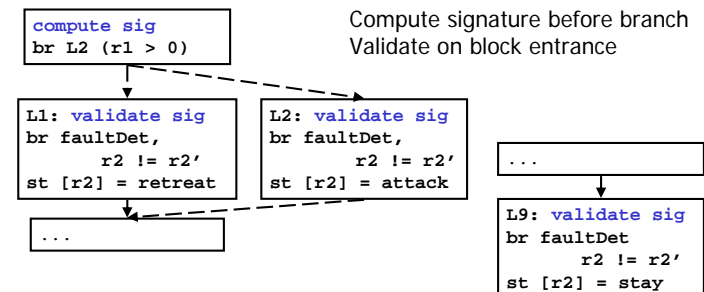 compute sig
br L2 (r1 > 0)
Compute signature before branch
Validate on block entrance
L1: validate sig
br faultDet,
r2 != r2’
st [r2] = retreat
L2: validate sig
br faultDet,
r2 != r2’
st [r2] = attack
...
...
L9: validate sig
br faultDet
r2 != r2’
st [r2] = stay